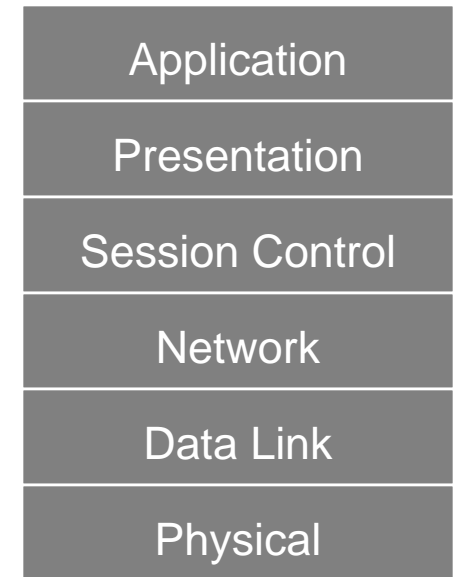 Application
Presentation
Session Control
Network
Data Link
Physical